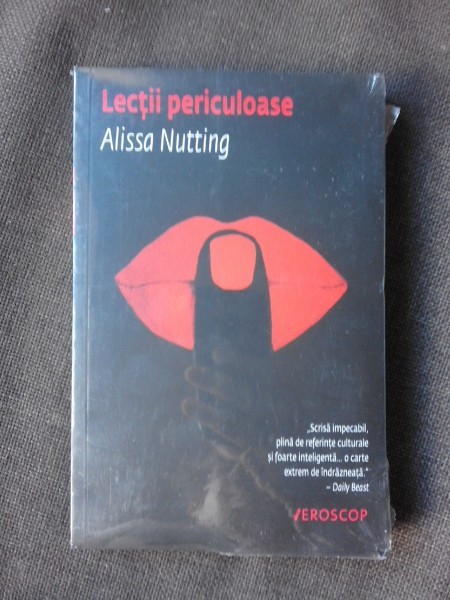 Lecții periculoase
Alissa Nutting
„Scrisă impecabil,
plină de referințe culturale
și foarte inteligentă... o carte
extrem de îndrăzneață.”
– Daily Beast
VEROSCOP